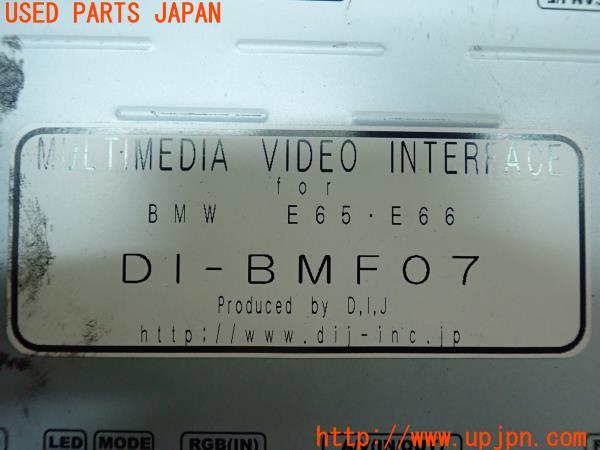 USED PARTS JAPAN
MULTIMEDIA VIDEO INTERFACE
for
BMW E65・E66
DI-BMF07
Produced by D,I,J
http://www.dij-inc.jp
LED MODE RGB(IN)
www.upjpn.com